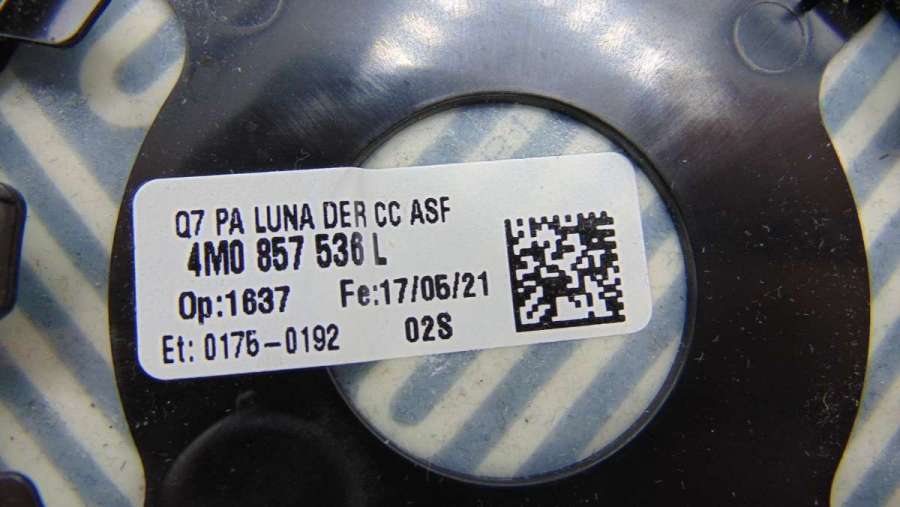 Q7 PA LUNA DER CC ASF
4M0 857 536 L
Op:1637 Fe:17/05/21
Et: 0175-0192 02S